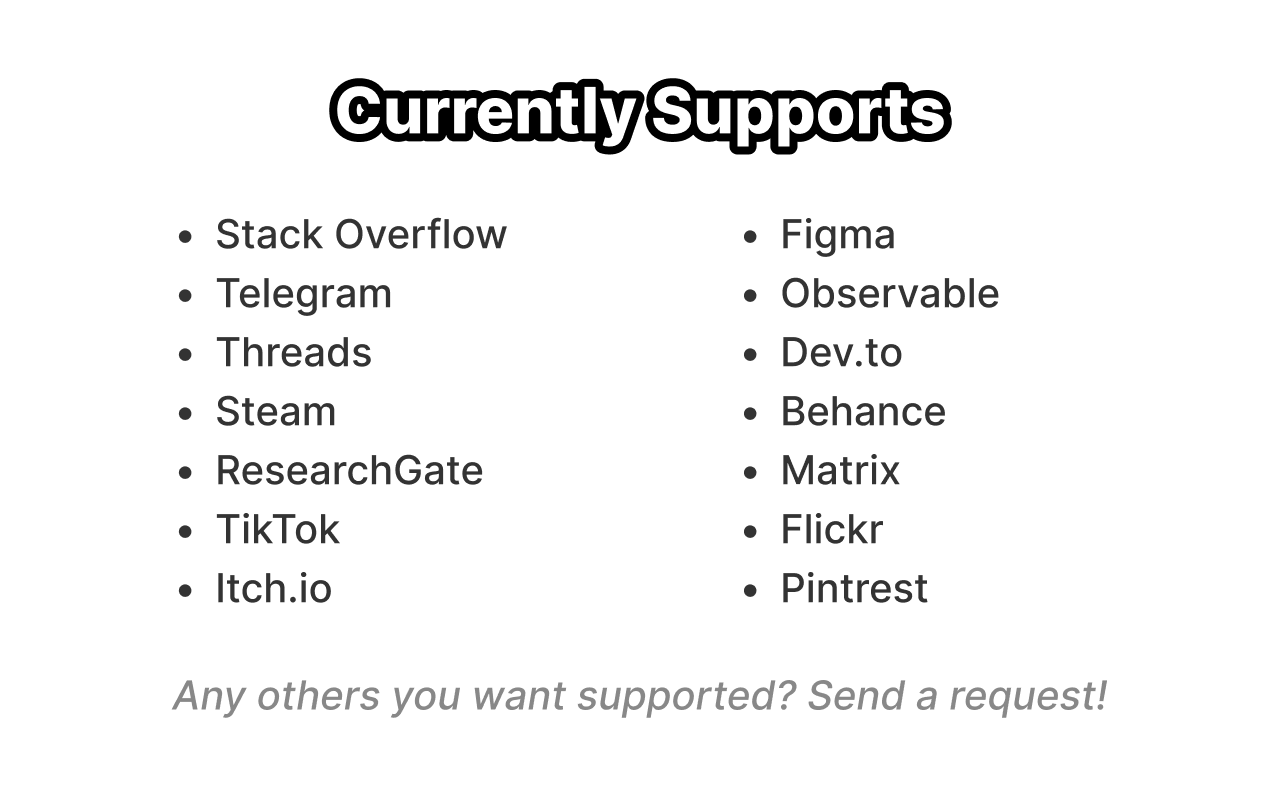 Currently Supports
• Stack Overflow
• Telegram
• Threads
• Steam
• ResearchGate
• TikTok
• Itch.io
• Figma
• Observable
• Dev.to
• Behance
• Matrix
• Flickr
• Pintrest
Any others you want supported? Send a request!